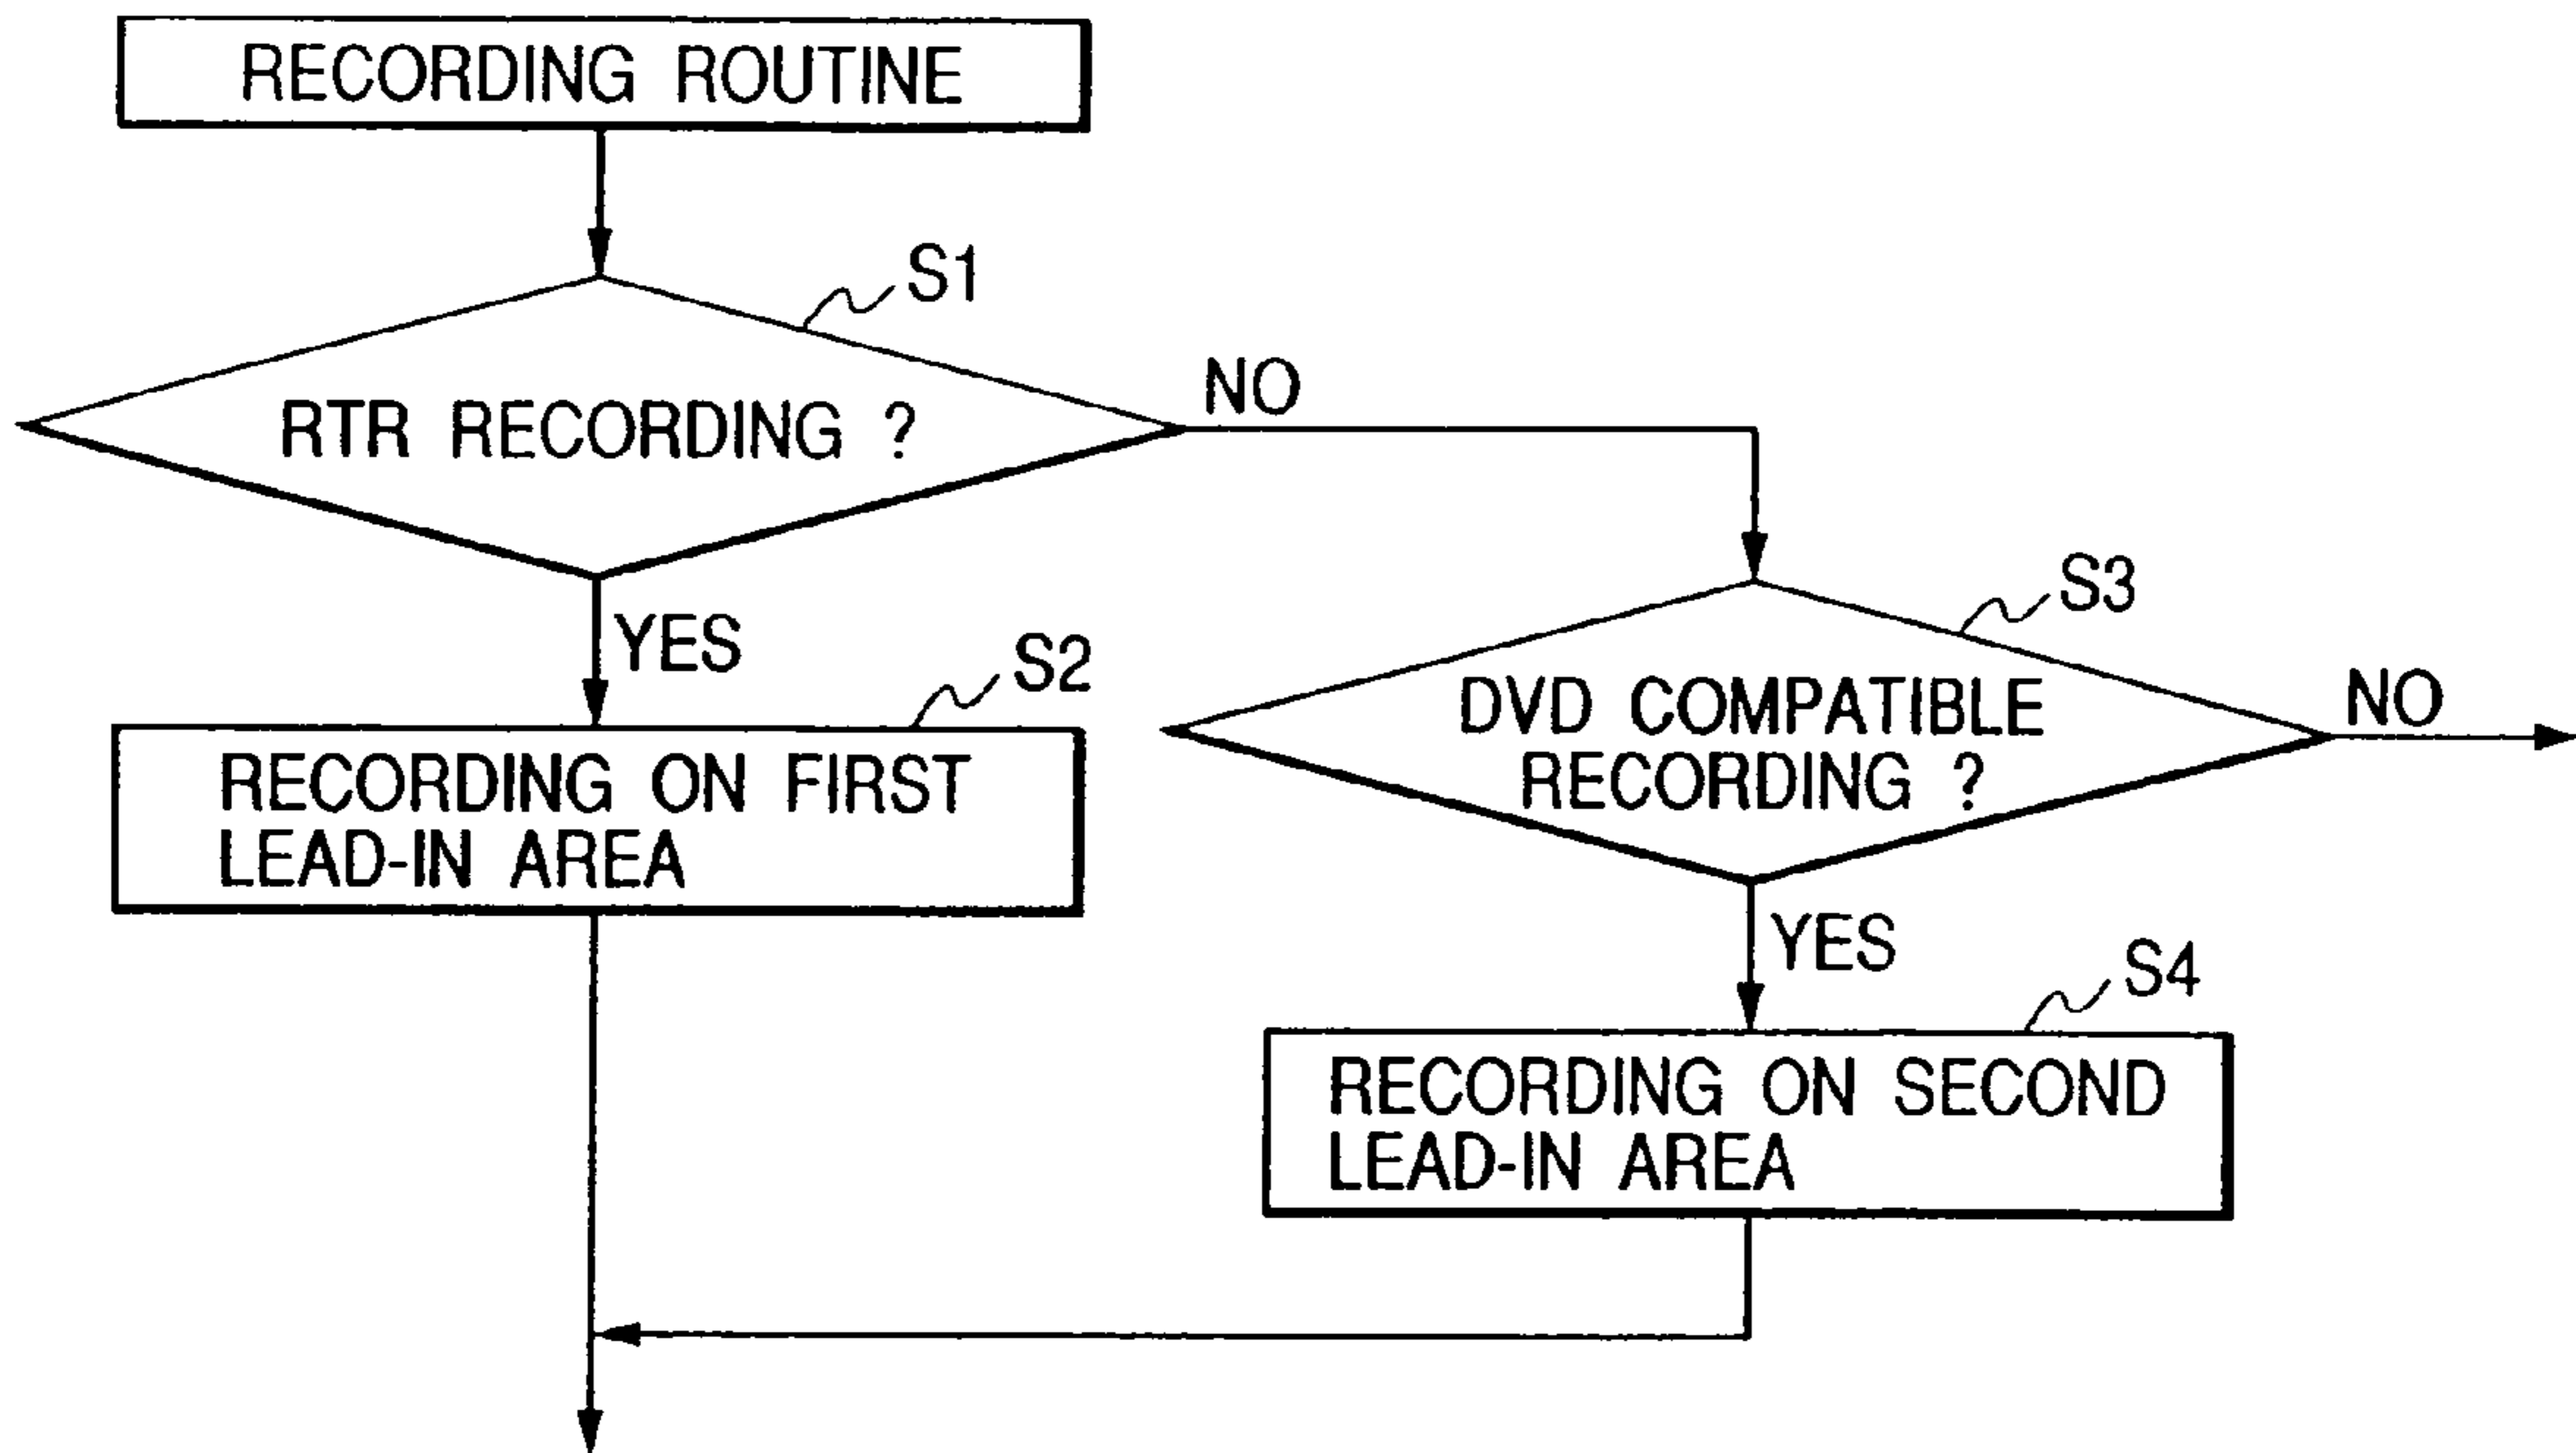 RECORDING ROUTINE
S1
RTR RECORDING ?
NO
YES
S2
RECORDING ON FIRST
LEAD-IN AREA
S3
DVD COMPATIBLE
RECORDING ?
NO
YES
S4
RECORDING ON SECOND
LEAD-IN AREA